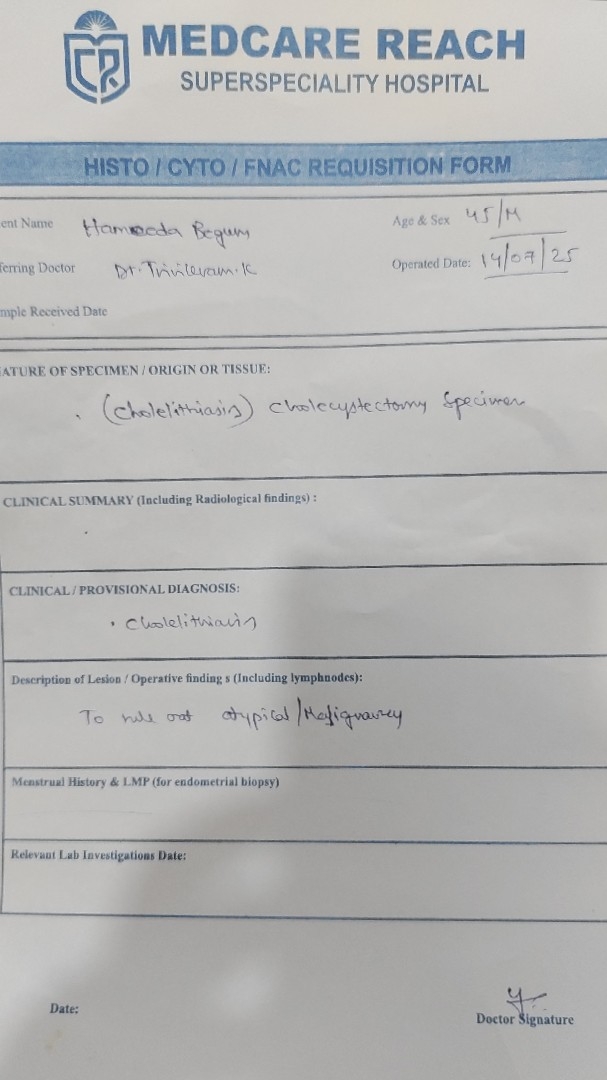 MEDCARE REACH
SUPERSPECIALITY HOSPITAL
HISTO / CYTO / FNAC REQUISITION FORM
ent Name Hameeda Begum Age & Sex 45/M
ferring Doctor Dr. K Operated Date: 14/07/25
mple Received Date
ATURE OF SPECIMEN / ORIGIN OR TISSUE:
(Cholelithiasis) Cholecystectomy Specimen
CLINICAL SUMMARY (Including Radiological findings) :
CLINICAL / PROVISIONAL DIAGNOSIS:
• Cholelithiasis
Description of Lesion / Operative finding s (Including lymphnodes):
To rule out atypical/Malignancy
Menstrual History & LMP (for endometrial biopsy)
Relevant Lab Investigations Date:
Date:
Doctor Signature